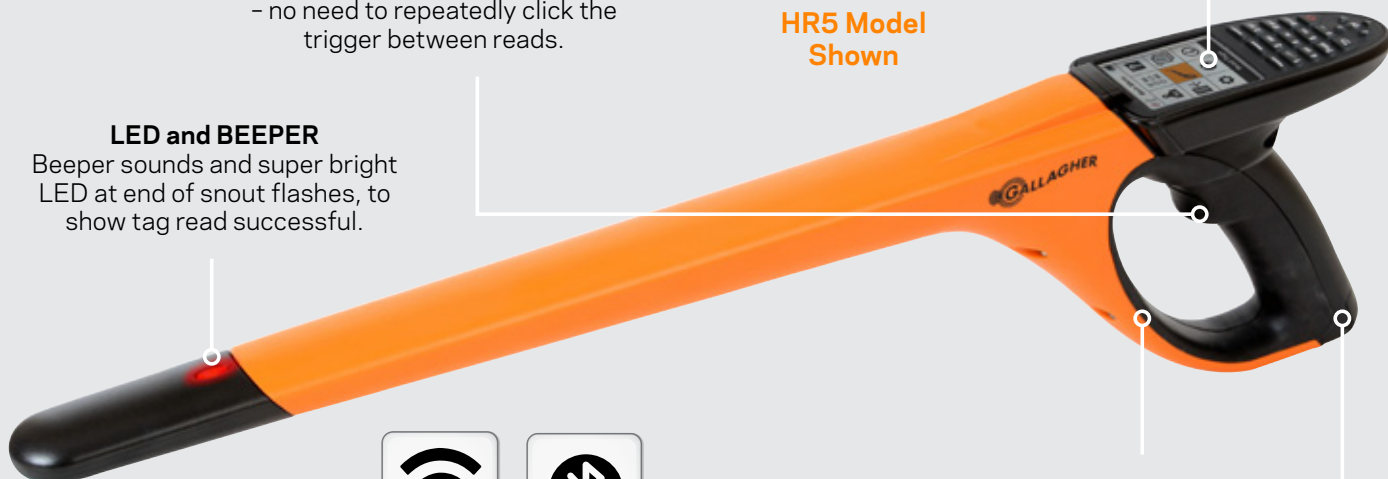 – no need to repeatedly click the
trigger between reads.
HR5 Model
Shown
LED and BEEPER
Beeper sounds and super bright
LED at end of snout flashes, to
show tag read successful.
GALLAGHER